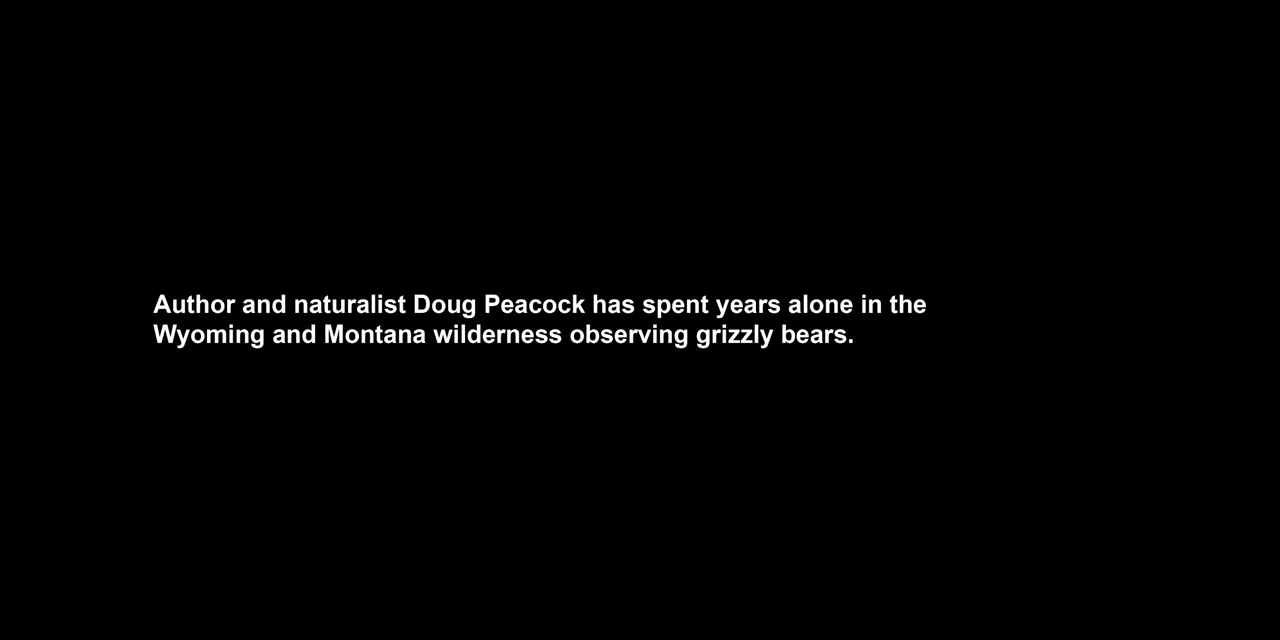 Author and naturalist Doug Peacock has spent years alone in the
Wyoming and Montana wilderness observing grizzly bears.